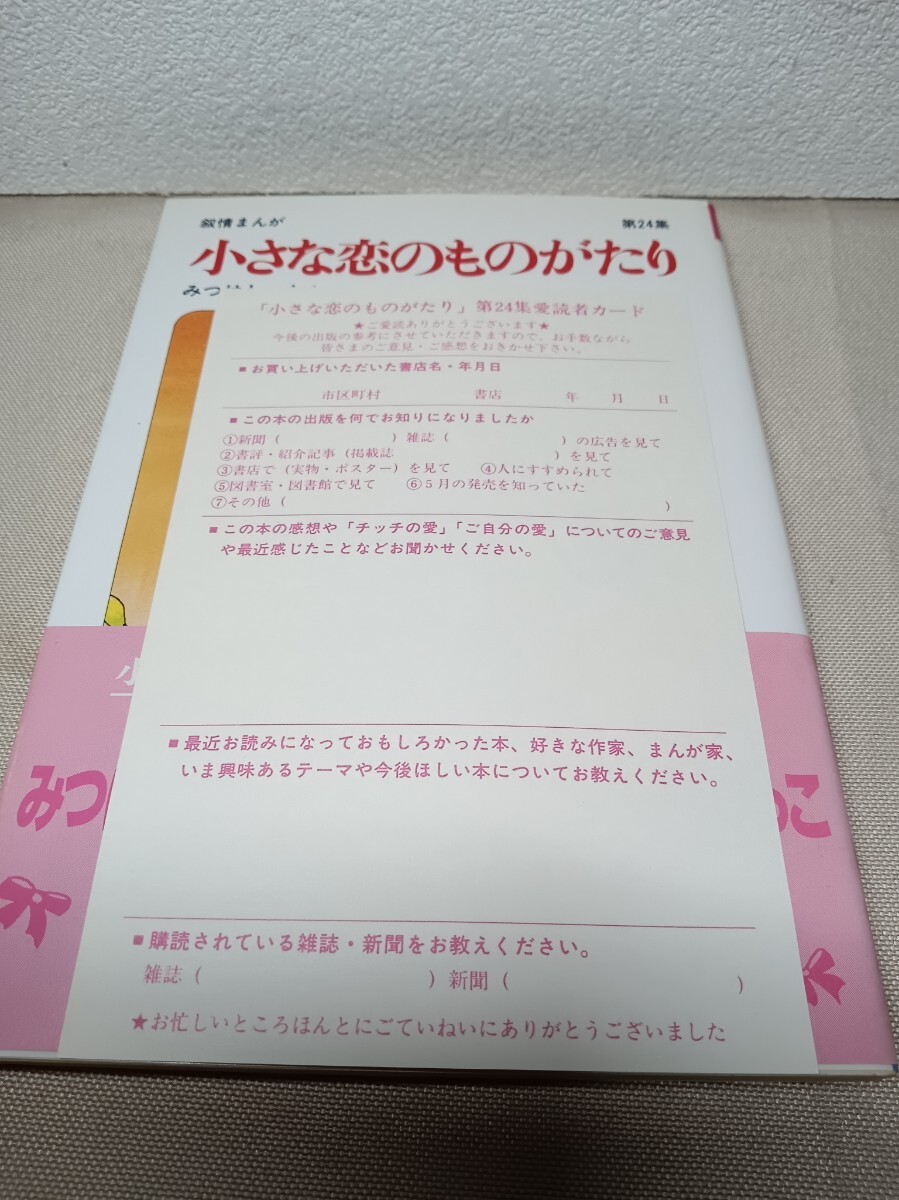 叙情まんが
第24集
小さな恋のものがたり
みつ
「小さな恋のものがたり」第24集愛読者カード
★ご愛読ありがとうございます★
今後の出版の参考にさせていただきますので、お手数ながら
皆さまのご意見・ご感想をおきかせ下さい。
■お買い上げいただいた書店名・年月日
市区町村 書店 年 月 日
■この本の出版を何でお知りになりましたか
①新聞( ) 雑誌( )の広告を見て
②書評・紹介記事(掲載誌 )を見て
③書店で(実物・ポスター)を見て ④人にすすめられて
⑤図書室・図書館で見て ⑥5月の発売を知っていた
⑦その他( )
■この本の感想や「チッチの愛」「ご自分の愛」についてのご意見
や最近感じたことなどお聞かせください。
■最近お読みになっておもしろかった本、好きな作家、まんが家、
いま興味あるテーマや今後ほしい本についてお教えください。
■購読されている雑誌・新聞をお教えください。
雑誌( ) 新聞( )
★お忙しいところほんとにごていねいにありがとうございました
小
みつ
こ